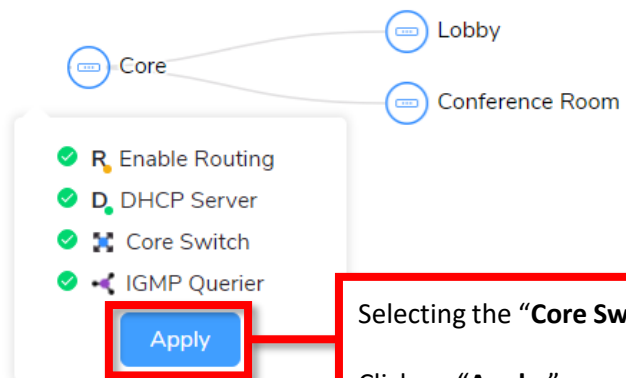 Lobby
Core
Conference Room
R Enable Routing
D DHCP Server
Core Switch
IGMP Querier
Apply
Selecting the “Core Sw